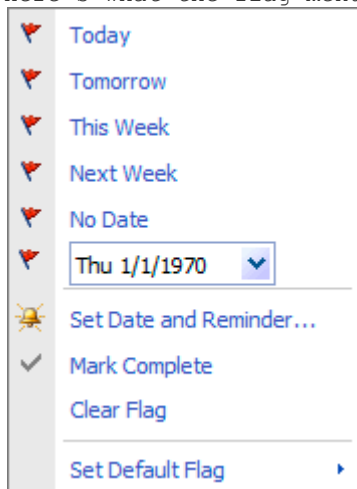 Today
Tomorrow
This Week
Next Week
No Date
Thu 1/1/1970
Set Date and Reminder...
Mark Complete
Clear Flag
Set Default Flag